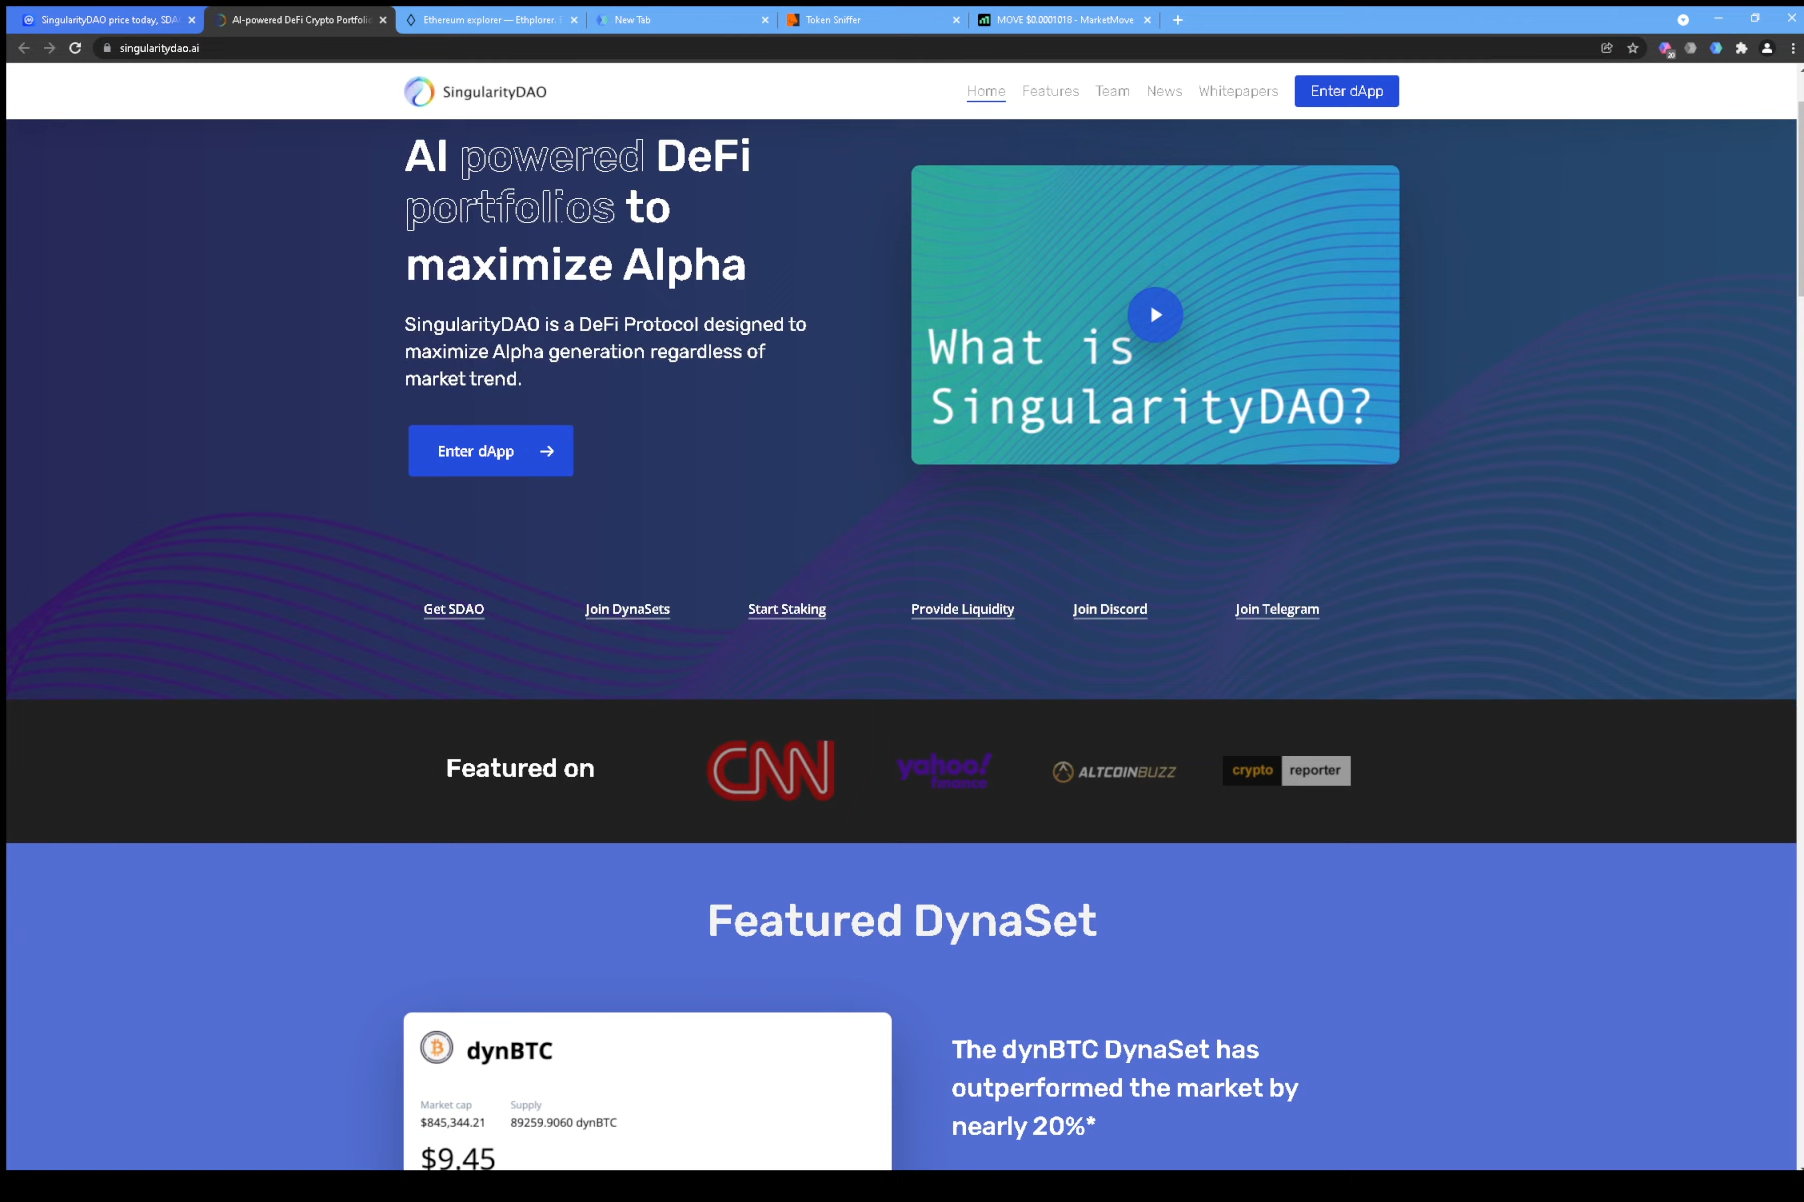 SingularityDAO price today, SDA
AI-powered DeFi Crypto Portfolio
Ethereum explorer — Ethplorer.
New Tab
Token Sniffer
MOVE $0.0001018 - MarketMove
singularitydao.ai
20
SingularityDAO
Home
Features
Team
News
Whitepapers
Enter dApp
AI powered DeFi
portfolios to
maximize Alpha
SingularityDAO is a DeFi Protocol designed to
maximize Alpha generation regardless of
market trend.
Enter dApp
What is
SingularityDAO?
Get SDAO
Join DynaSets
Start Staking
Provide Liquidity
Join Discord
Join Telegram
Featured on
CNN
yahoo!
finance
ALTCOINBUZZ
crypto reporter
Featured DynaSet
dynBTC
Market cap
Supply
$845,344.21
89259.9060 dynBTC
$9.45
The dynBTC DynaSet has
outperformed the market by
nearly 20%*